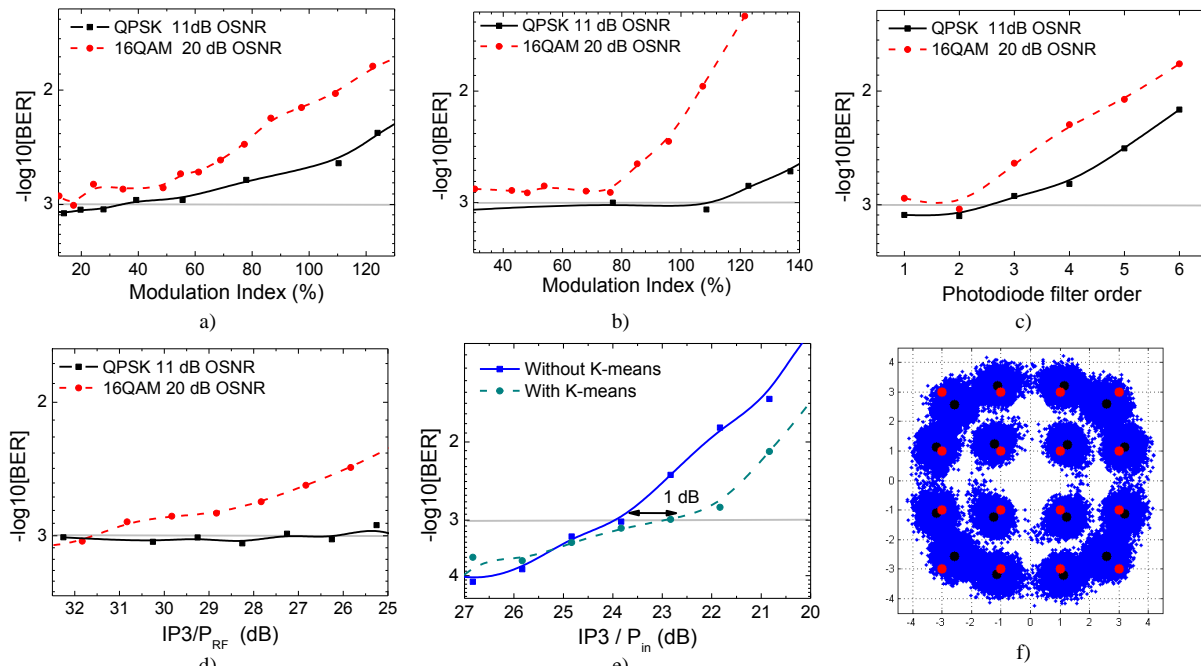 QPSK 11dB OSNR
16QAM 20 dB OSNR
-log10[BER]
2
3
20 40 60 80 100 120
Modulation Index (%)
a)
QPSK 11 dB OSNR
16QAM 20 dB OSNR
-log10[BER]
2
3
40 60 80 100 120 140
Modulation Index (%)
b)
QPSK 11dB OSNR
16QAM 20 dB OSNR
-log10[BER]
2
3
1 2 3 4 5 6
Photodiode filter order
c)
QPSK 11 dB OSNR
16QAM 20 dB OSNR
-log10[BER]
2
3
32 31 30 29 28 27 26 25
IP3/P_RF (dB)
d)
Without K-means
With K-means
-log10[BER]
2
1 dB
3
4
27 26 25 24 23 22 21 20
IP3 / P_in (dB)
e)
4
3
2
1
0
-1
-2
-3
-4
-4 -3 -2 -1 0 1 2 3 4
f)